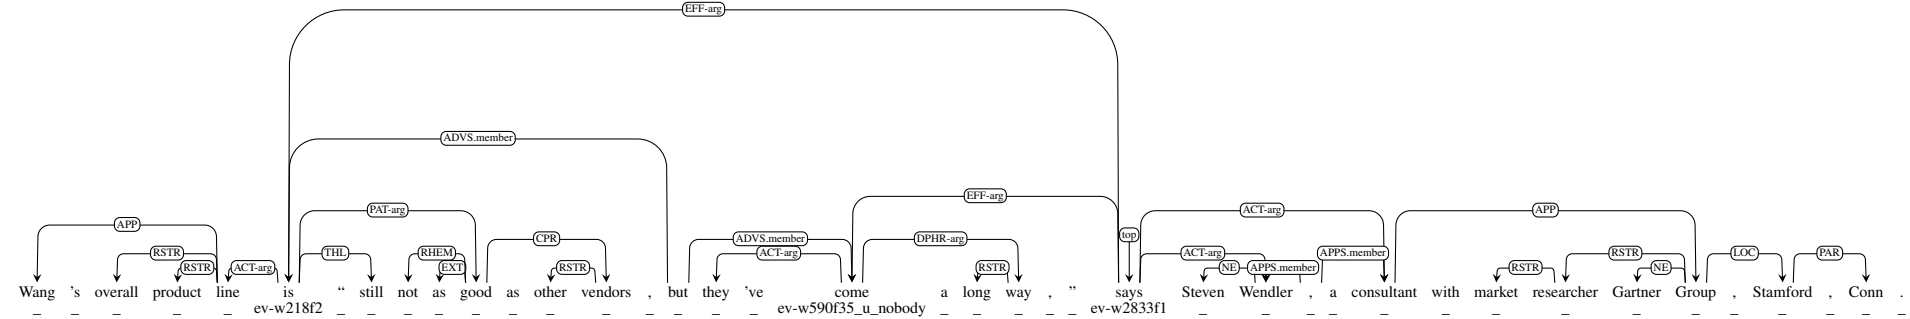 EFF-arg
ADVS.member
EFF-arg
PAT-arg ACT-arg APP
APP top
CPR ADVS.member DPHR-arg
RSTR THL RHEM ACT-arg ACT-arg APPS.member RSTR LOC PAR
RSTR ACT-arg EXT RSTR RSTR NE APPS.member RSTR NE
Wang 's overall product line is “ still not as good as other vendors , but they 've come a long way , ” says Steven Wendler , a consultant with market researcher Gartner Group , Stamford , Conn .
_ _ _ _ _ ev-w218f2 _ _ _ _ _ _ _ _ _ _ _ _ ev-w590f35_u_nobody _ _ _ _ _ ev-w2833f1 _ _ _ _ _ _ _ _ _ _ _ _ _ _ _